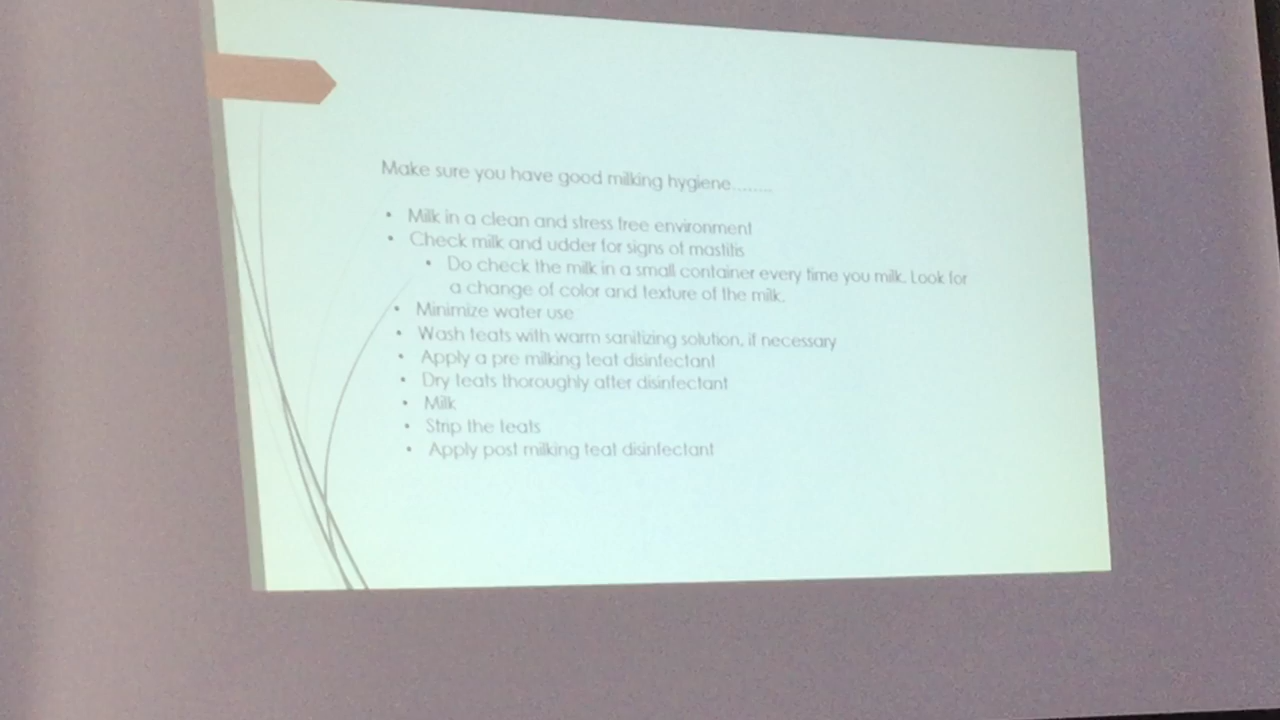 Make sure you have good milking hygiene........
• Milk in a clean and stress free environment
• Check milk and udder for signs of mastitis
• Do check the milk in a small container every time you milk. Look for
a change of color and texture of the milk.
• Minimize water use
• Wash teats with warm sanitizing solution, if necessary
• Apply a pre milking teat disinfectant
• Dry teats thoroughly after disinfectant
• Milk
• Strip the teats
• Apply post milking teat disinfectant